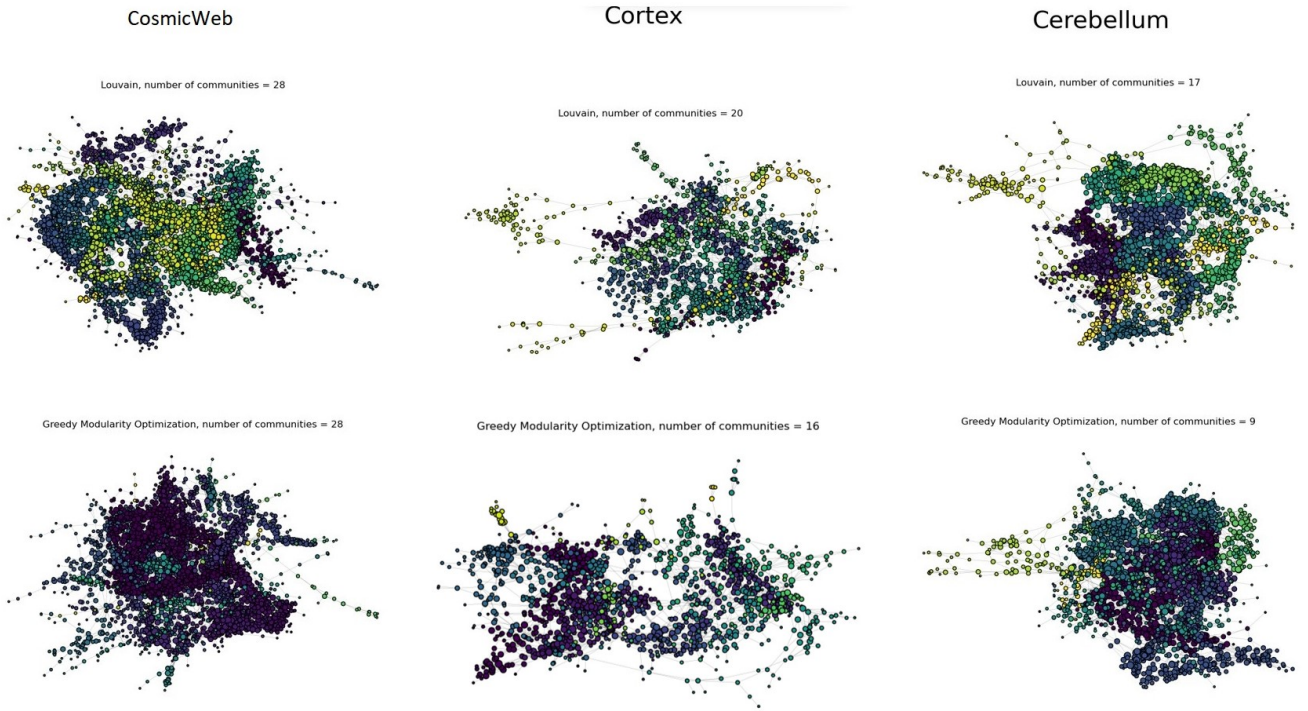 CosmicWeb
Cortex
Cerebellum
Louvain, number of communities = 28
Louvain, number of communities = 20
Louvain, number of communities = 17
Greedy Modularity Optimization, number of communities = 28
Greedy Modularity Optimization, number of communities = 16
Greedy Modularity Optimization, number of communities = 9